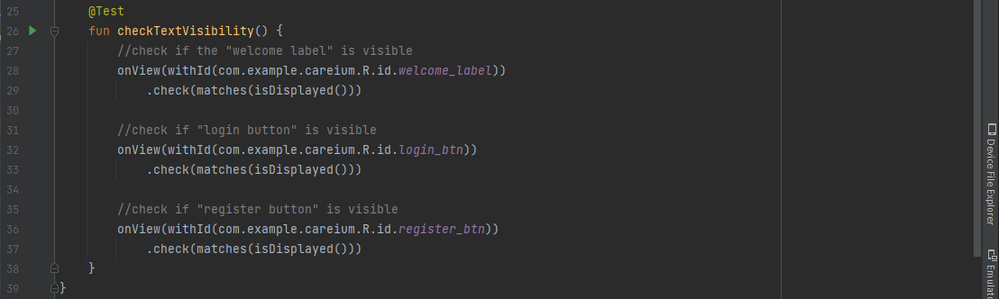 25 @Test
26 fun checkTextVisibility() {
27 //check if the "welcome label" is visible
28 onView(withId(com.example.careium.R.id.welcome_label))
29 .check(matches(isDisplayed()))
30
31 //check if "login button" is visible
32 onView(withId(com.example.careium.R.id.login_btn))
33 .check(matches(isDisplayed()))
34
35 //check if "register button" is visible
36 onView(withId(com.example.careium.R.id.register_btn))
37 .check(matches(isDisplayed()))
38 }
39 }
Device File Explorer